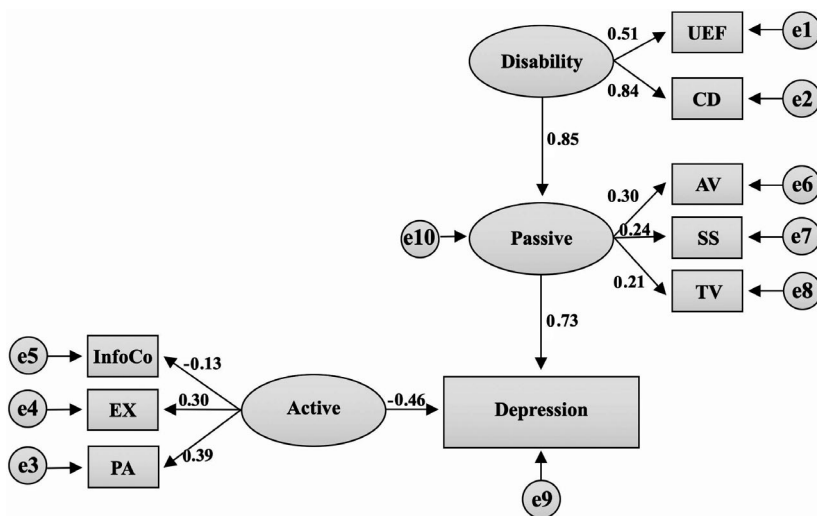 0.51
UEF
e1
Disability
0.84
CD
e2
0.85
0.30
AV
e6
e10
Passive
0.24
SS
e7
0.21
TV
e8
0.73
e5
InfoCo
-0.13
e4
EX
0.30
Active
-0.46
Depression
0.39
e3
PA
e9